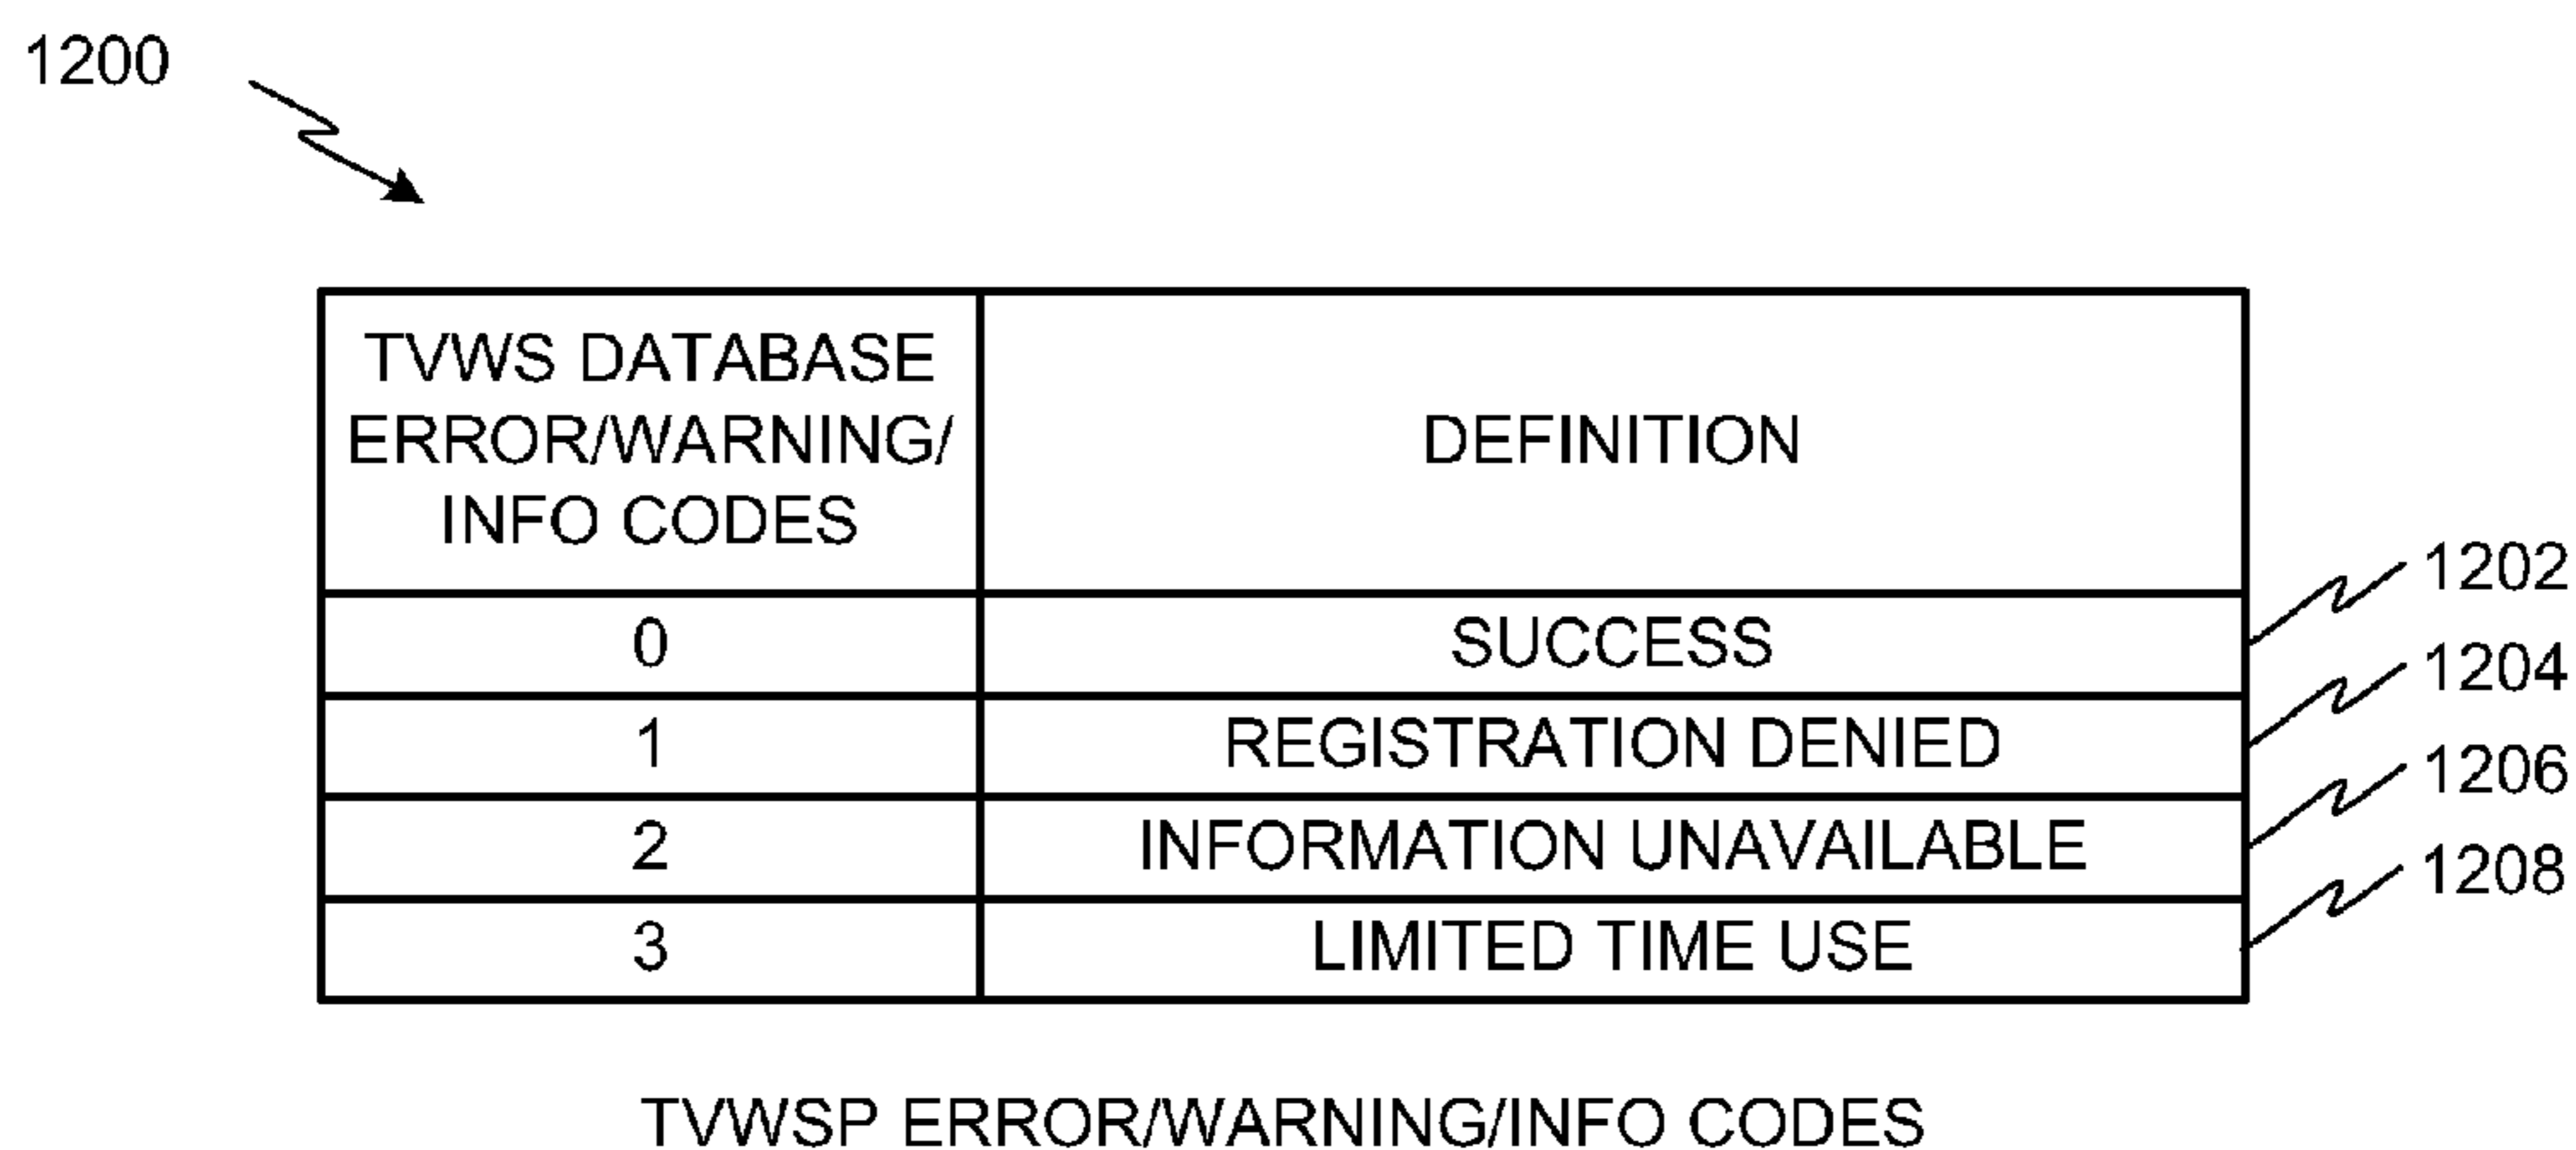 1200
TVWS DATABASE
ERROR/WARNING/
INFO CODES
DEFINITION
0 SUCCESS 1202
1 REGISTRATION DENIED 1204
2 INFORMATION UNAVAILABLE 1206
3 LIMITED TIME USE 1208
TVWSP ERROR/WARNING/INFO CODES